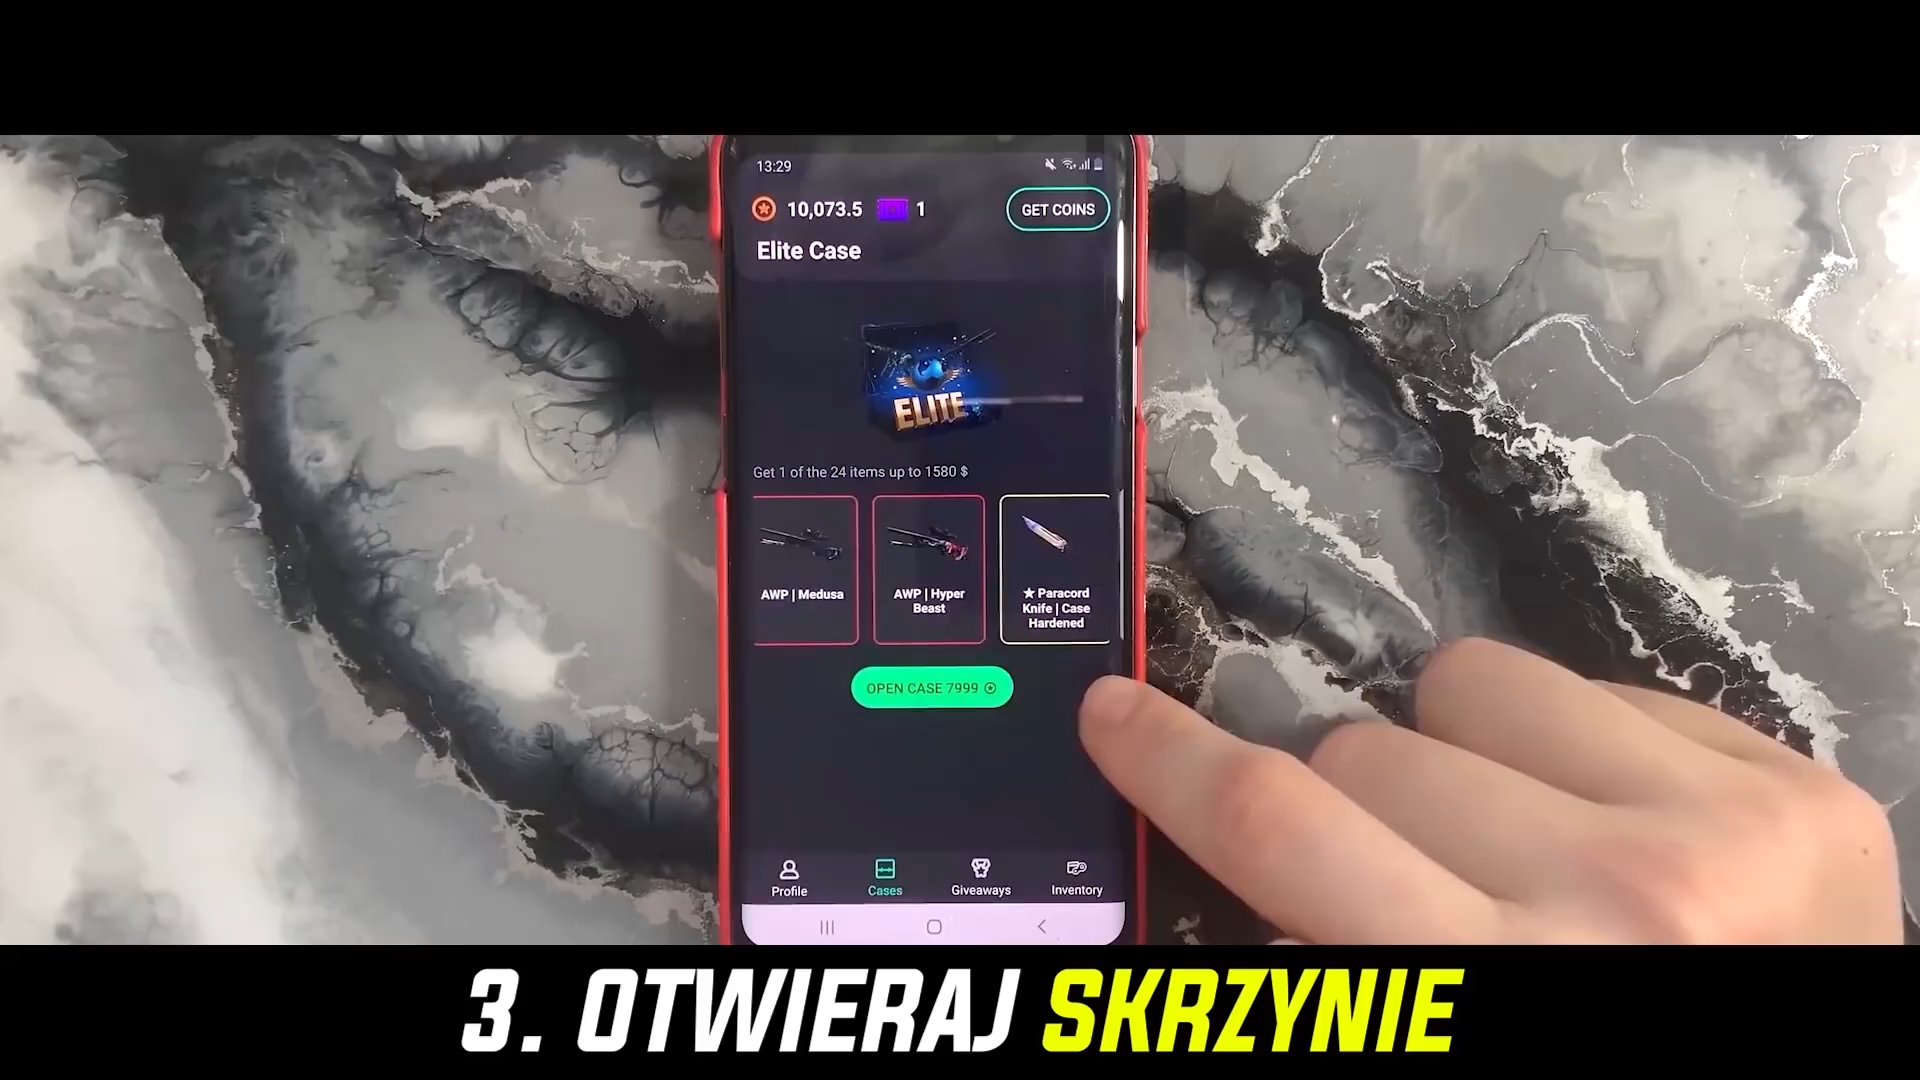 13:29
10,073.5 1 GET COINS
Elite Case
ELITE
Get 1 of the 24 items up to 1580 $
AWP | Medusa
AWP | Hyper
Beast
★ Paracord
Knife | Case
Hardened
OPEN CASE 7999
Profile Cases Giveaways Inventory
3. OTWIERAJ SKRZYNIE